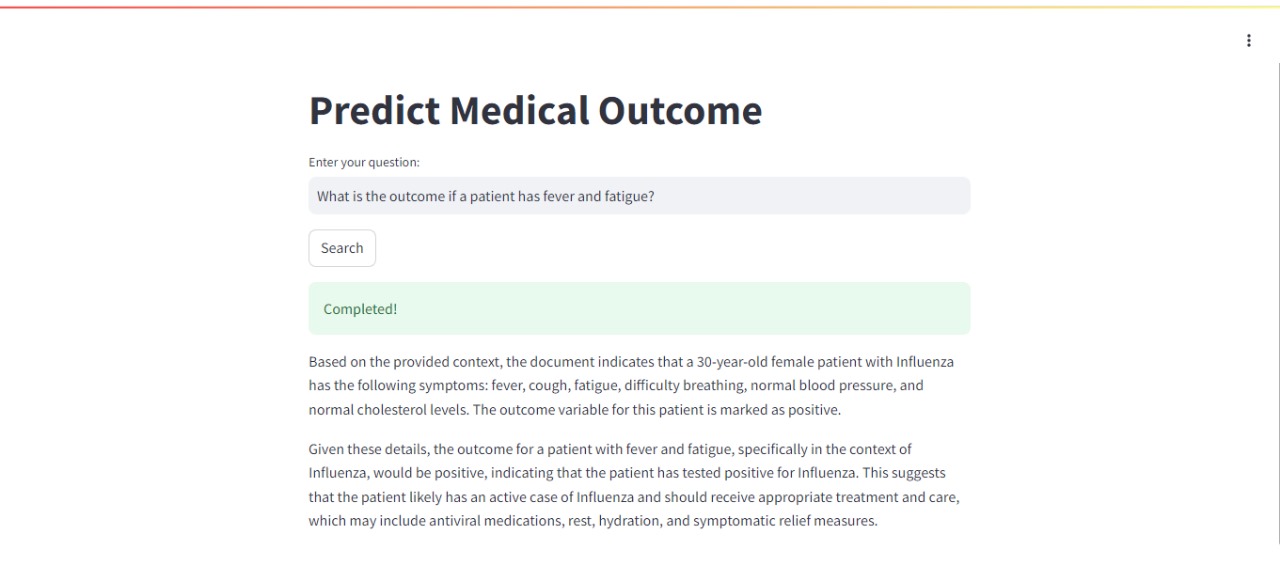 Predict Medical Outcome
Enter your question:
What is the outcome if a patient has fever and fatigue?
Search
Completed!
Based on the provided context, the document indicates that a 30-year-old female patient with Influenza
has the following symptoms: fever, cough, fatigue, difficulty breathing, normal blood pressure, and
normal cholesterol levels. The outcome variable for this patient is marked as positive.
Given these details, the outcome for a patient with fever and fatigue, specifically in the context of
Influenza, would be positive, indicating that the patient has tested positive for Influenza. This suggests
that the patient likely has an active case of Influenza and should receive appropriate treatment and care,
which may include antiviral medications, rest, hydration, and symptomatic relief measures.